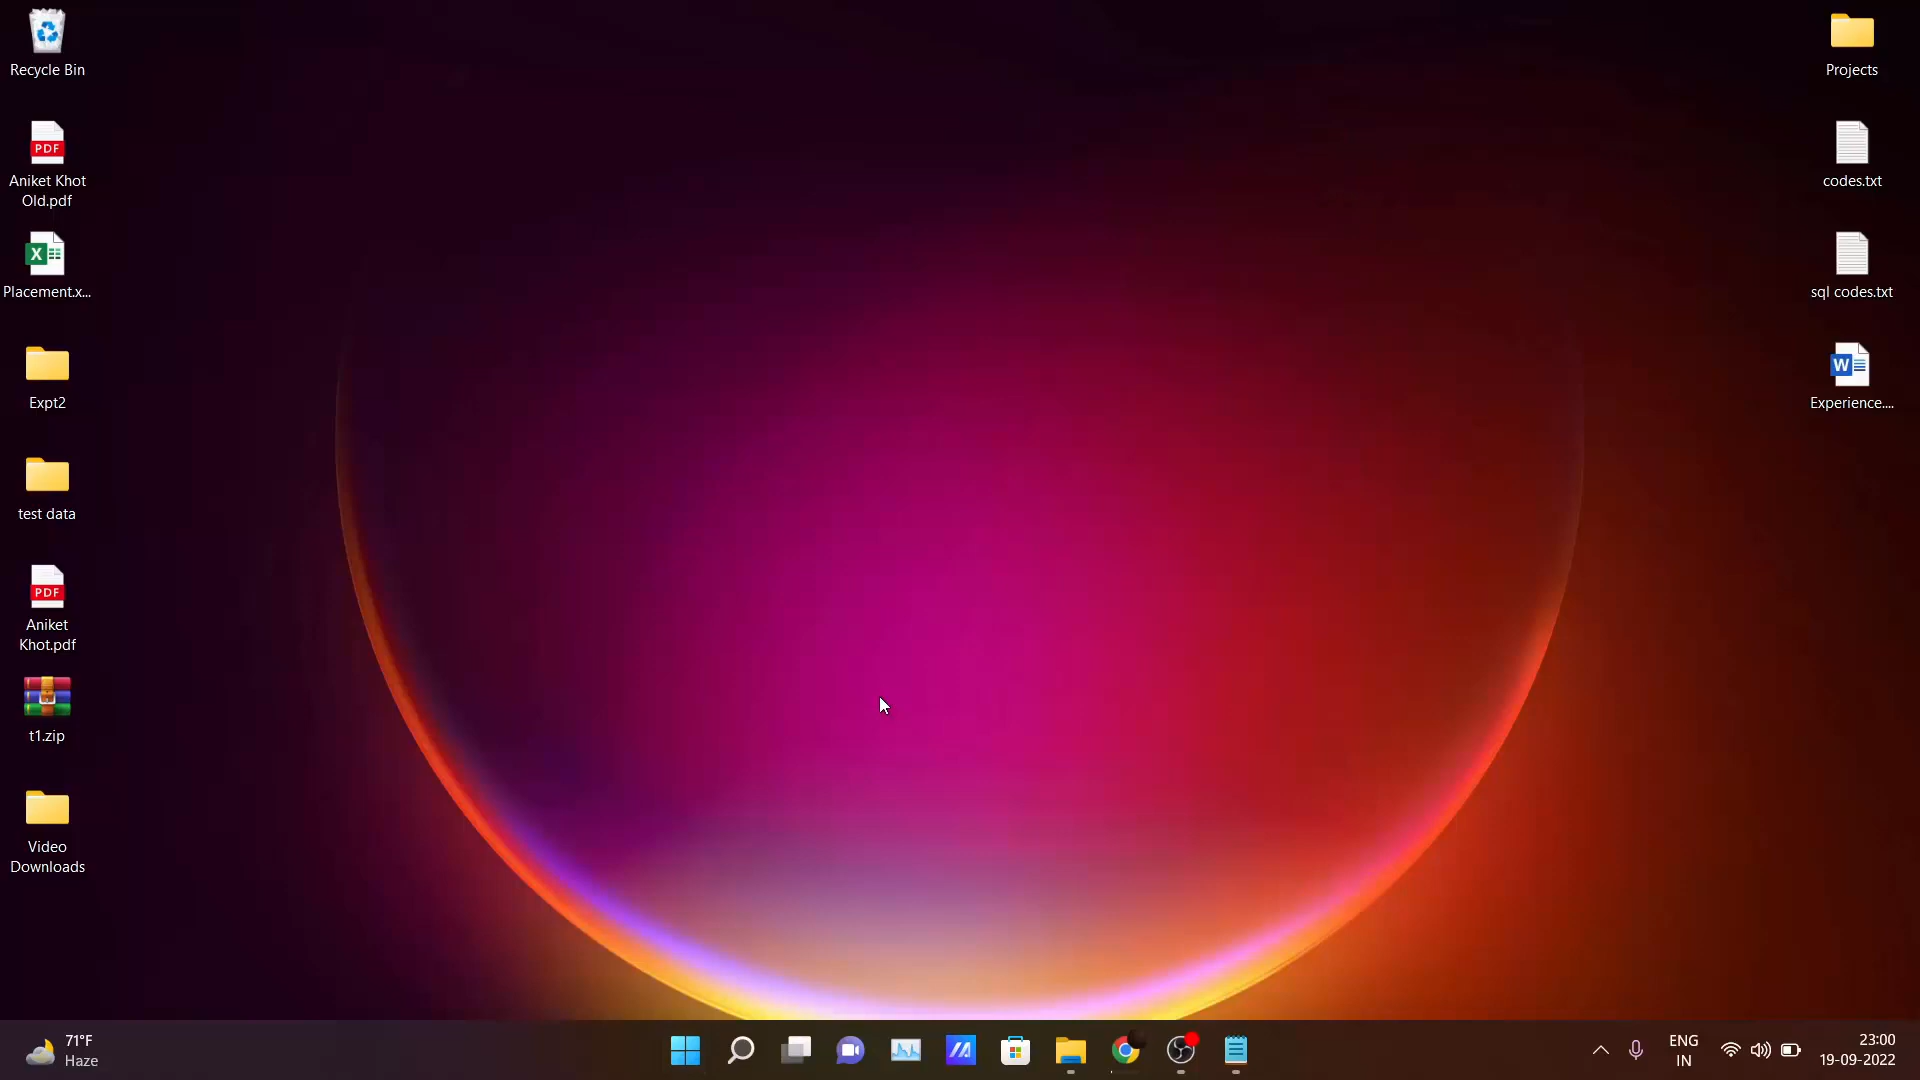 Recycle Bin
Aniket Khot
Old.pdf
Placement.x...
Expt2
test data
Aniket
Khot.pdf
t1.zip
Video
Downloads
Projects
codes.txt
sql codes.txt
Experience....
71°F
Haze
ENG
IN
23:00
19-09-2022